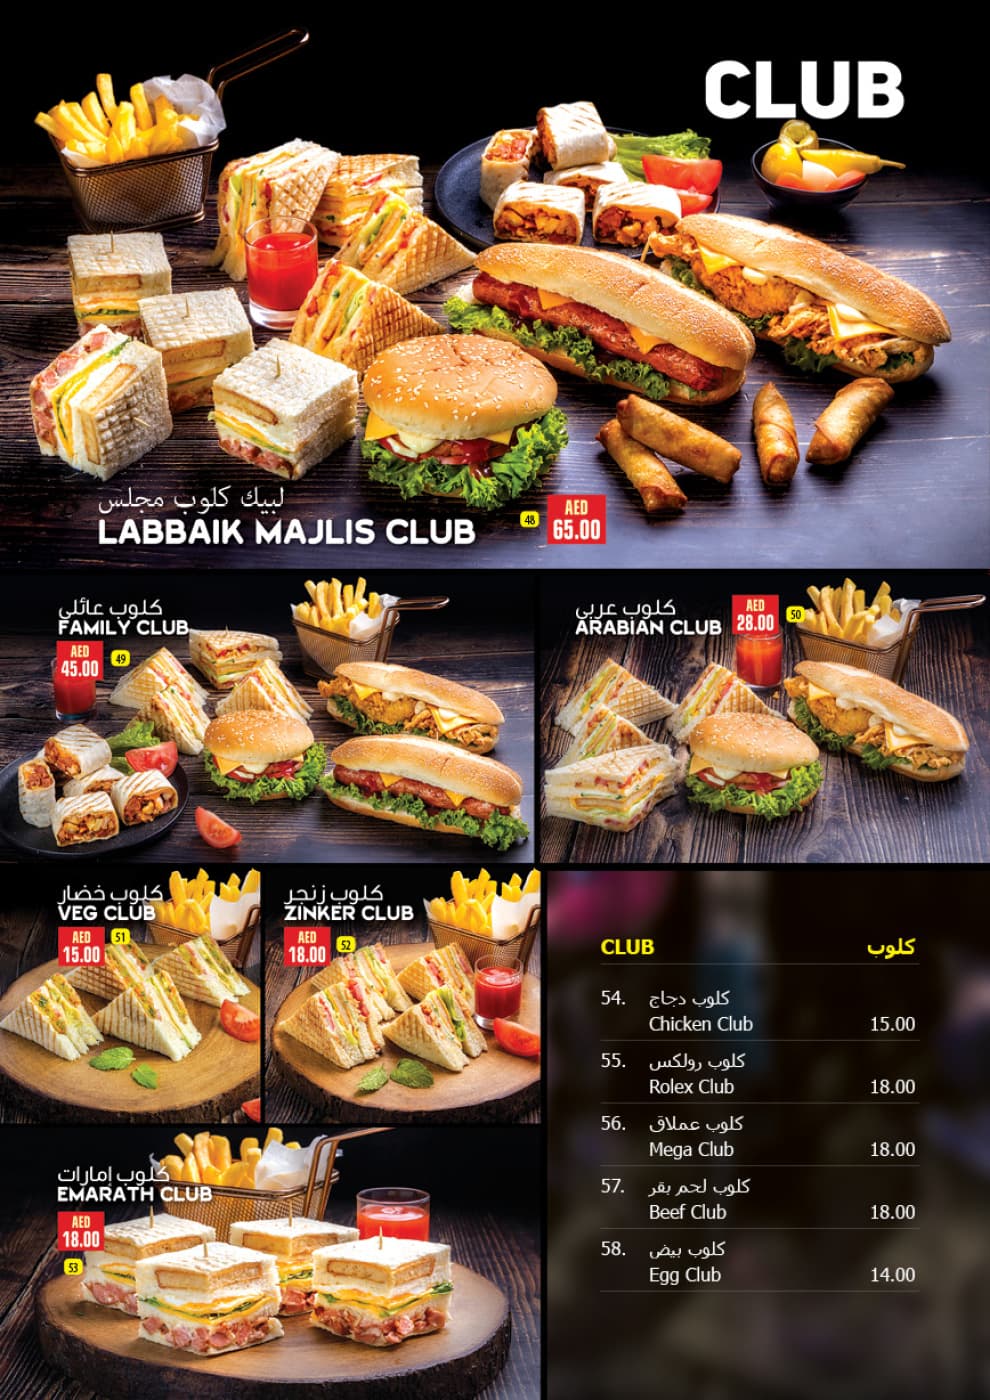 CLUB
لبيك كلوب مجلس
LABBAIK MAJLIS CLUB
48
AED
65.00
كلوب عائلي
FAMILY CLUB
AED
45.00
49
كلوب عربي
ARABIAN CLUB
AED
28.00
50
كلوب خضار
VEG CLUB
AED
15.00
51
كلوب زنجر
ZINKER CLUB
AED
18.00
52
كلوب امارات
EMARATH CLUB
AED
18.00
53
CLUB كلوب
54. كلوب دجاج
Chicken Club 15.00
55. كلوب رولكس
Rolex Club 18.00
56. كلوب عملاق
Mega Club 18.00
57. كلوب لحم بقر
Beef Club 18.00
58. كلوب بيض
Egg Club 14.00